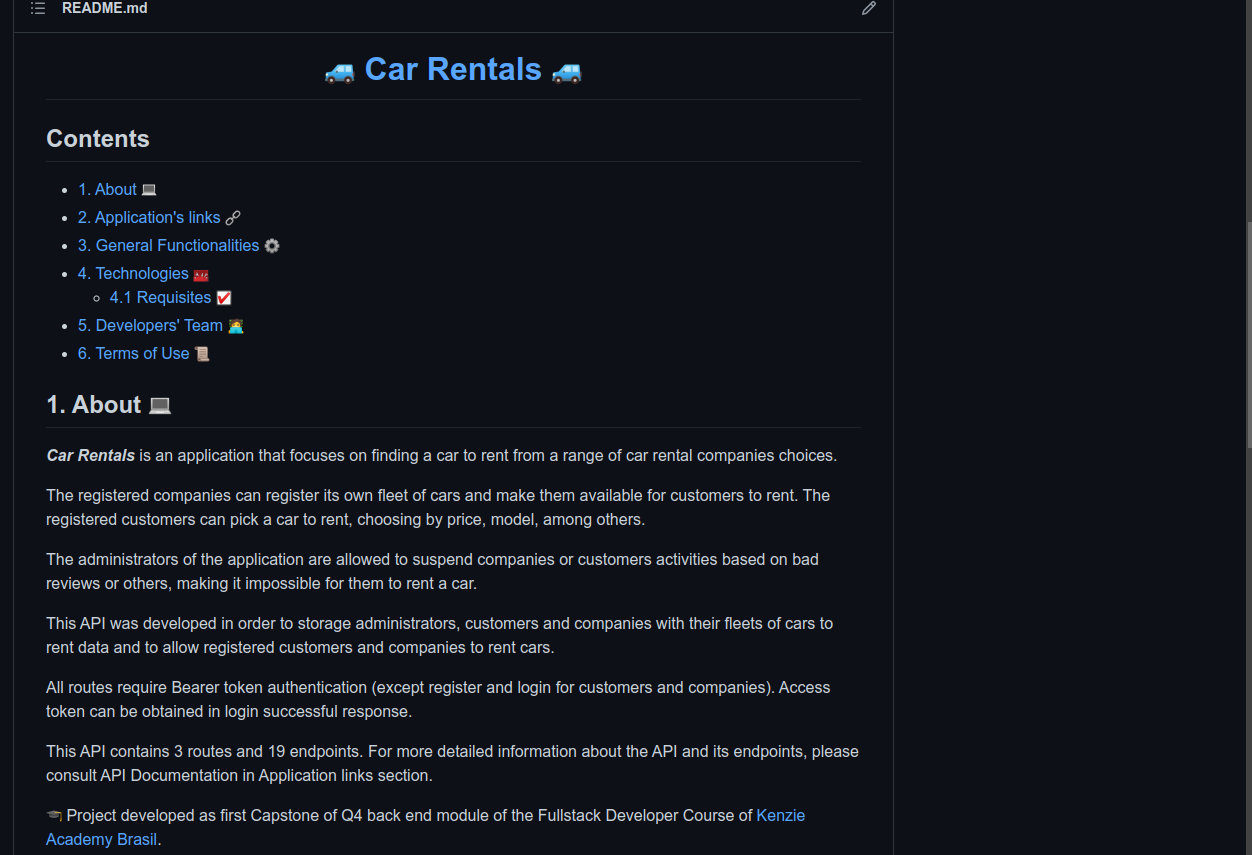 README.md
Car Rentals
Contents
1. About
2. Application's links
3. General Functionalities
4. Technologies
4.1 Requisites
5. Developers' Team
6. Terms of Use
1. About
Car Rentals is an application that focuses on finding a car to rent from a range of car rental companies choices.
The registered companies can register its own fleet of cars and make them available for customers to rent. The
registered customers can pick a car to rent, choosing by price, model, among others.
The administrators of the application are allowed to suspend companies or customers activities based on bad
reviews or others, making it impossible for them to rent a car.
This API was developed in order to storage administrators, customers and companies with their fleets of cars to
rent data and to allow registered customers and companies to rent cars.
All routes require Bearer token authentication (except register and login for customers and companies). Access
token can be obtained in login successful response.
This API contains 3 routes and 19 endpoints. For more detailed information about the API and its endpoints, please
consult API Documentation in Application links section.
Project developed as first Capstone of Q4 back end module of the Fullstack Developer Course of Kenzie
Academy Brasil.